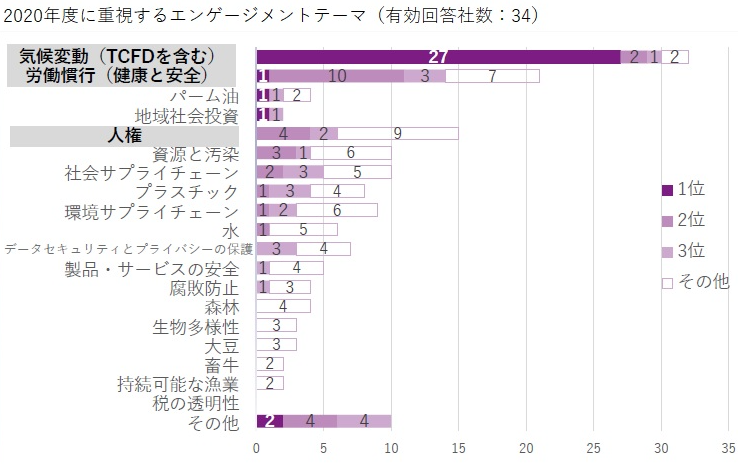 2020年度に重視するエンゲージメントテーマ（有効回答社数：34）
気候変動（TCFDを含む） 27 2 1 2
労働慣行（健康と安全） 1 10 3 7
パーム油 1 1 2
地域社会投資 1 1
人権 4 2 9
資源と汚染 3 1 6
社会サプライチェーン 2 3 5
プラスチック 1 3 4
環境サプライチェーン 1 2 6
水 1 5
データセキュリティとプライバシーの保護 3 4
製品・サービスの安全 1 4
腐敗防止 1 3
森林 4
生物多様性 3
大豆 3
畜牛 2
持続可能な漁業 2
税の透明性
その他 2 4 4
0 5 10 15 20 25 30 35
1位
2位
3位
その他